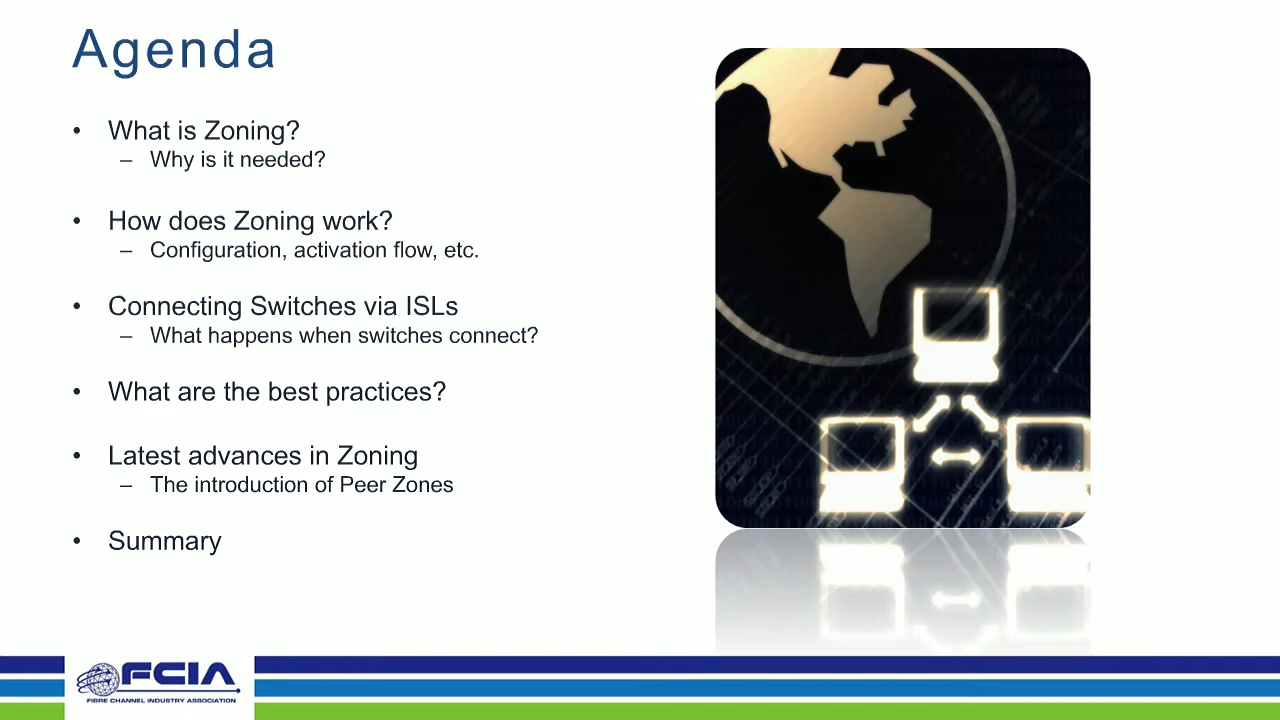 Agenda
• What is Zoning?
– Why is it needed?
• How does Zoning work?
– Configuration, activation flow, etc.
• Connecting Switches via ISLs
– What happens when switches connect?
• What are the best practices?
• Latest advances in Zoning
– The introduction of Peer Zones
• Summary
FCIA
FIBRE CHANNEL INDUSTRY ASSOCIATION